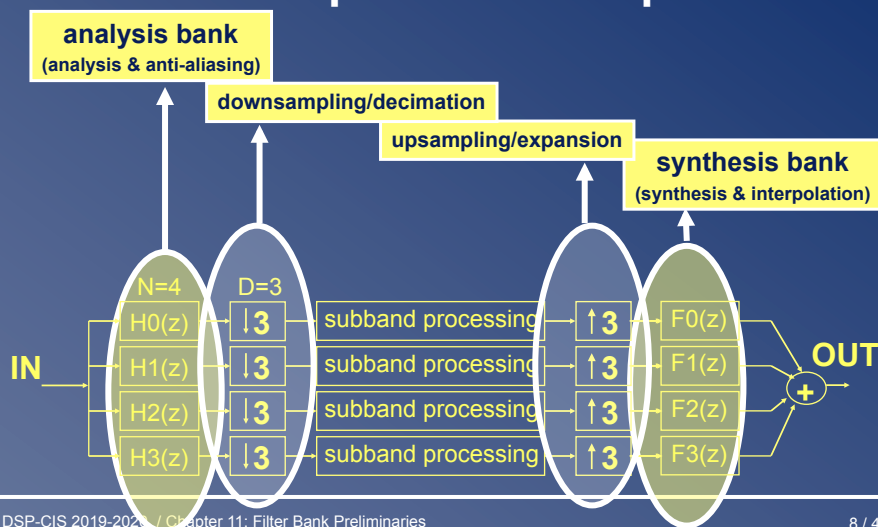 analysis bank
(analysis & anti-aliasing)
downsampling/decimation
upsampling/expansion
synthesis bank
(synthesis & interpolation)
N=4 D=3
H0(z) ↓3 subband processing ↑3 F0(z)
IN H1(z) ↓3 subband processing ↑3 F1(z) OUT
+
H2(z) ↓3 subband processing ↑3 F2(z)
H3(z) ↓3 subband processing ↑3 F3(z)
DSP-CIS 2019-2020 / Chapter 11: Filter Bank Preliminaries 8 / 4